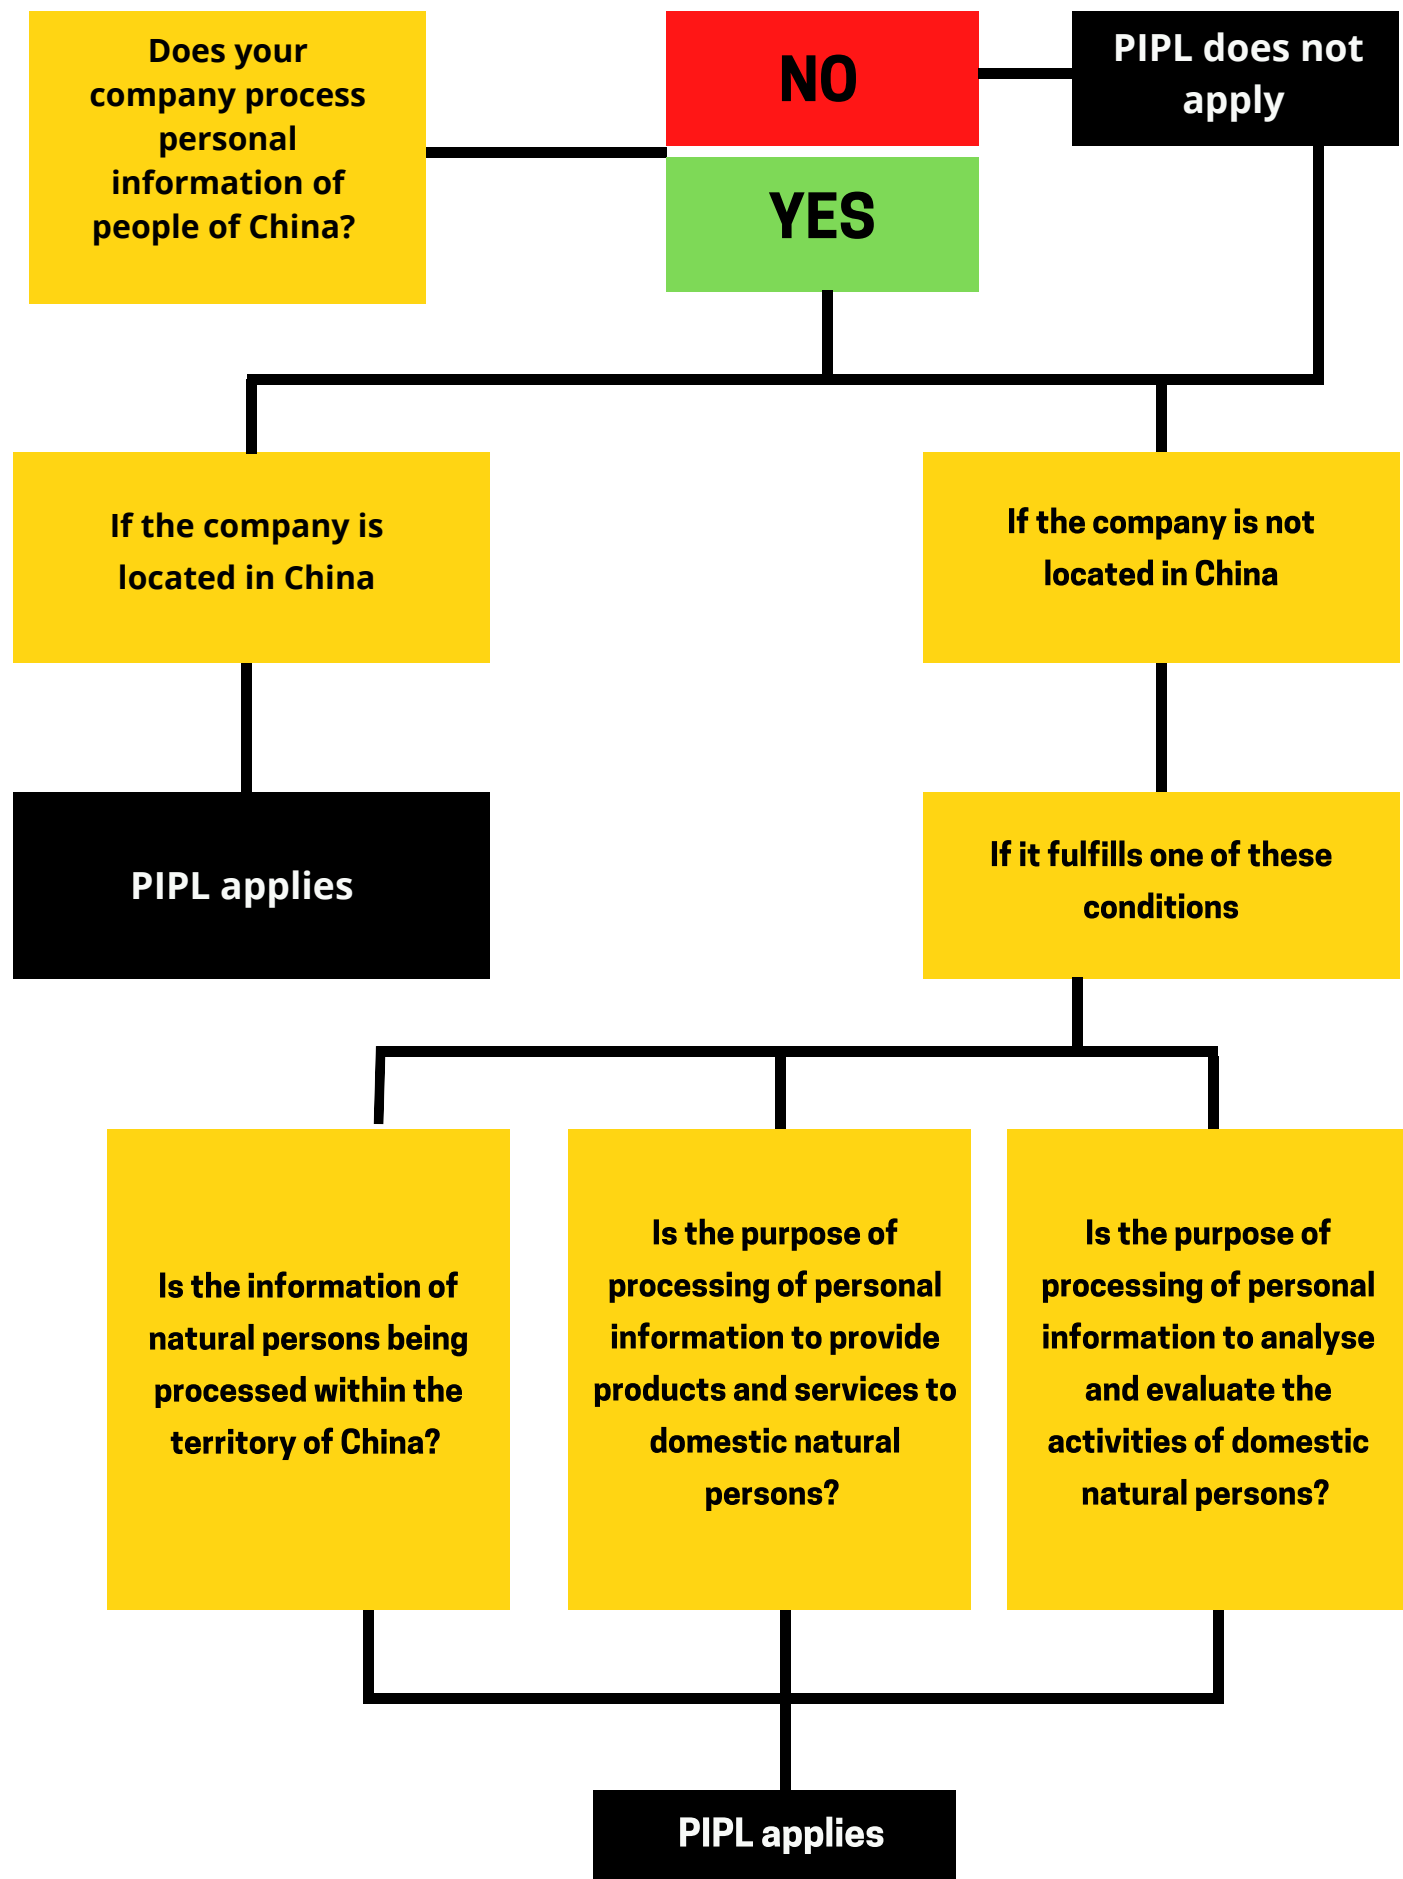 Does your
company process
personal
information of
people of China?
NO
YES
PIPL does not
apply
If the company is
located in China
If the company is not
located in China
PIPL applies
If it fulfills one of these
conditions
Is the information of
natural persons being
processed within the
territory of China?
Is the purpose of
processing of personal
information to provide
products and services to
domestic natural
persons?
Is the purpose of
processing of personal
information to analyse
and evaluate the
activities of domestic
natural persons?
PIPL applies